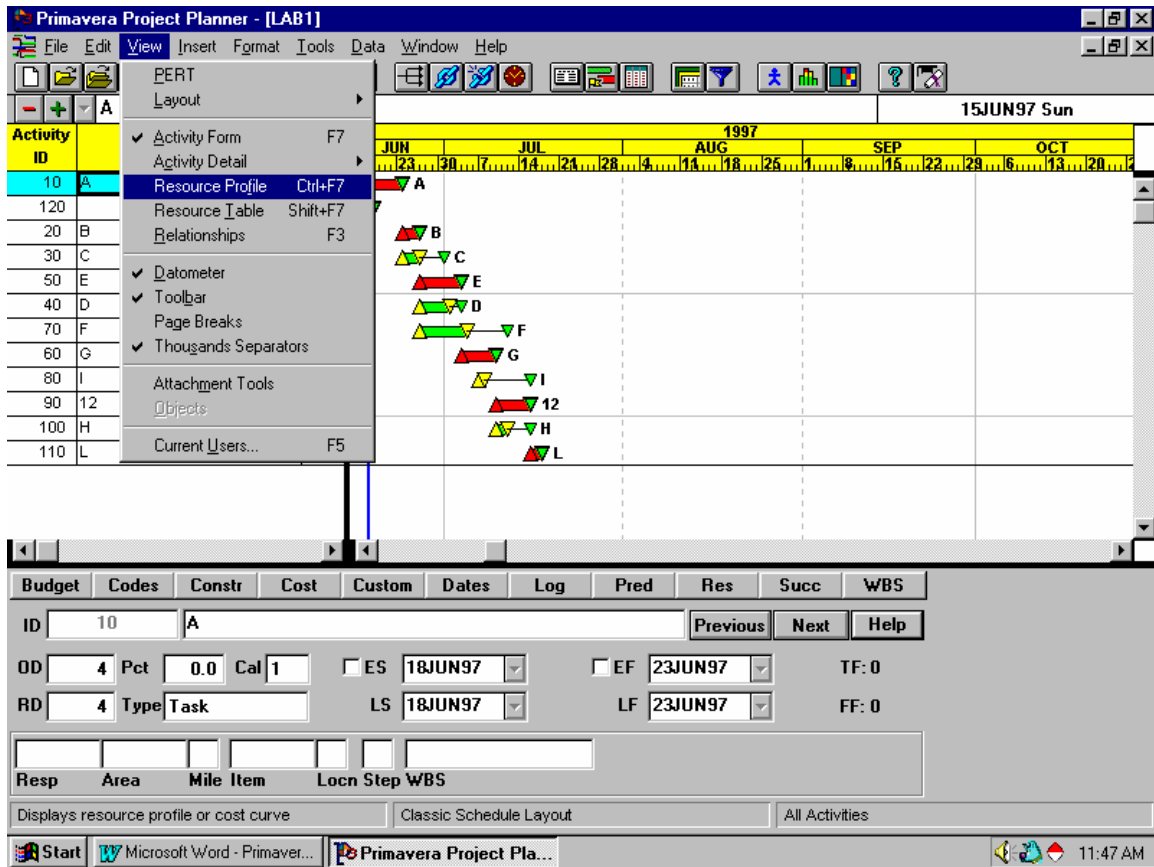 Primavera Project Planner - [LAB1]
File Edit View Insert Format Tools Data Window Help
A 15JUN97 Sun
PERT
Layout
Activity Form F7
Activity Detail
Resource Profile Ctrl+F7
Resource Table Shift+F7
Relationships F3
Datometer
Toolbar
Page Breaks
Thousands Separators
Attachment Tools
Objects
Current Users... F5
Activity
ID
1997
JUN JUL AUG SEP OCT
23 30 7 14 21 28 4 11 18 25 1 8 15 22 29 6 13 20
10 A A
120
20 B B
30 C C
50 E E
40 D D
70 F F
60 G G
80 I I
90 12 12
100 H H
110 L L
Budget Codes Constr Cost Custom Dates Log Pred Res Succ WBS
ID 10 A Previous Next Help
OD 4 Pct 0.0 Cal 1 ES 18JUN97 EF 23JUN97 TF: 0
RD 4 Type Task LS 18JUN97 LF 23JUN97 FF: 0
Resp Area Mile Item Locn Step WBS
Displays resource profile or cost curve Classic Schedule Layout All Activities
Start Microsoft Word - Primaver... Primavera Project Pla... 11:47 AM